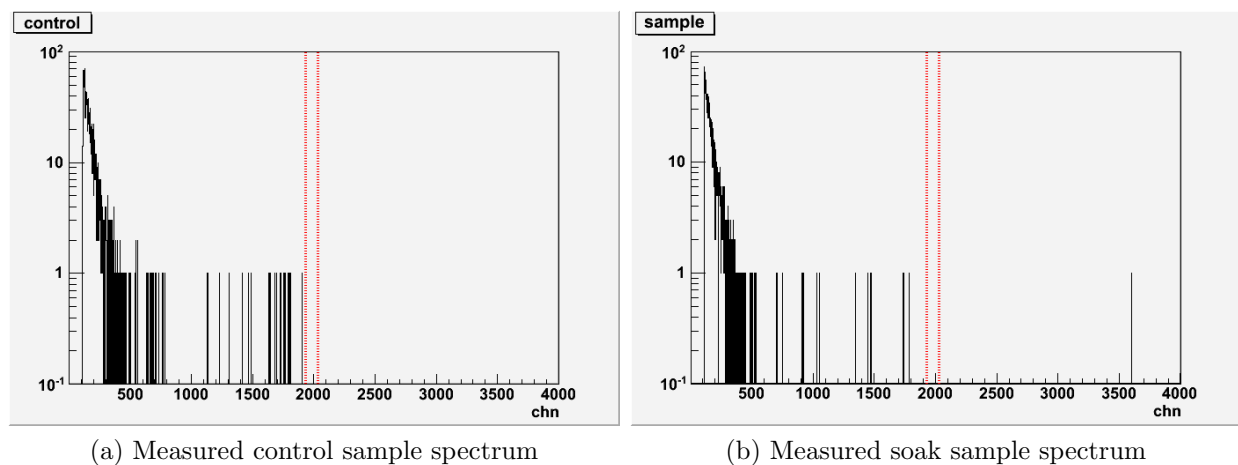 control
10²
10
1
10⁻¹
500 1000 1500 2000 2500 3000 3500 4000
chn
(a) Measured control sample spectrum
sample
10²
10
1
10⁻¹
500 1000 1500 2000 2500 3000 3500 4000
chn
(b) Measured soak sample spectrum